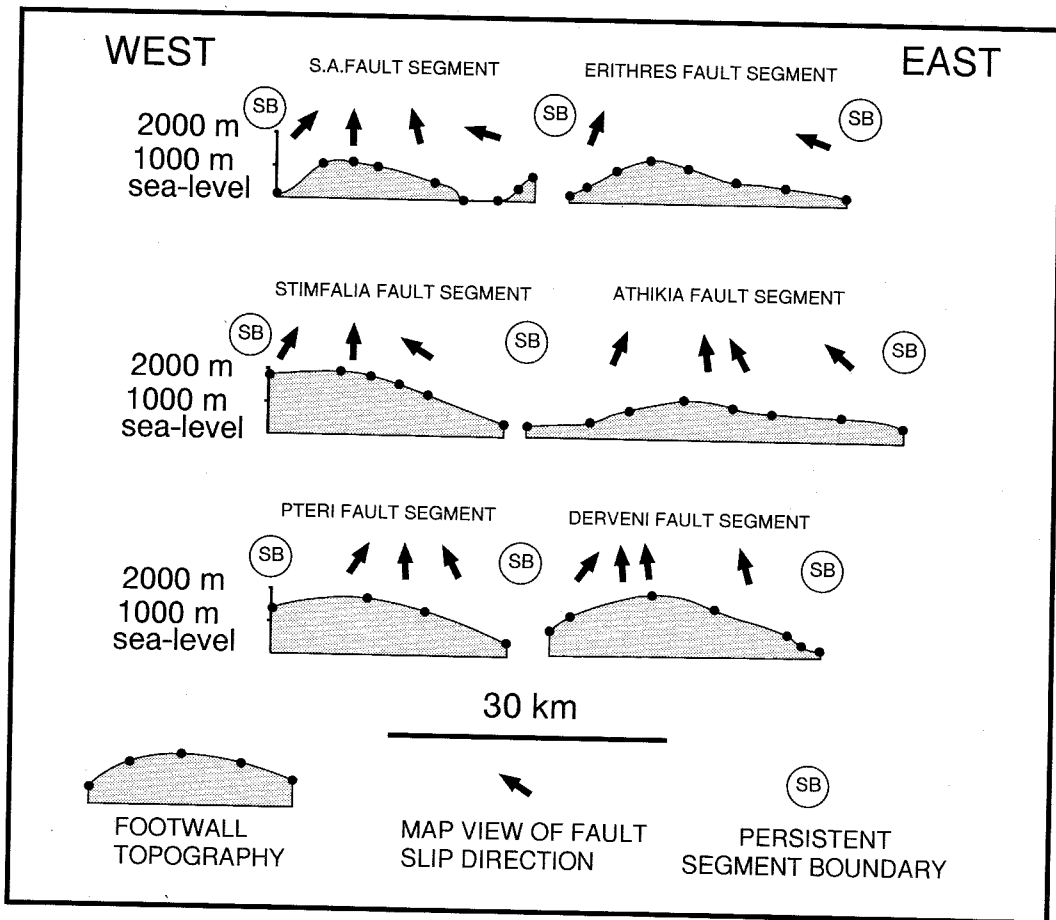 WEST
EAST
S.A.FAULT SEGMENT
ERITHRES FAULT SEGMENT
SB
SB
SB
2000 m
1000 m
sea-level
STIMFALIA FAULT SEGMENT
ATHIKIA FAULT SEGMENT
SB
SB
SB
2000 m
1000 m
sea-level
PTERI FAULT SEGMENT
DERVENI FAULT SEGMENT
SB
SB
SB
2000 m
1000 m
sea-level
30 km
SB
FOOTWALL
TOPOGRAPHY
MAP VIEW OF FAULT
SLIP DIRECTION
PERSISTENT
SEGMENT BOUNDARY